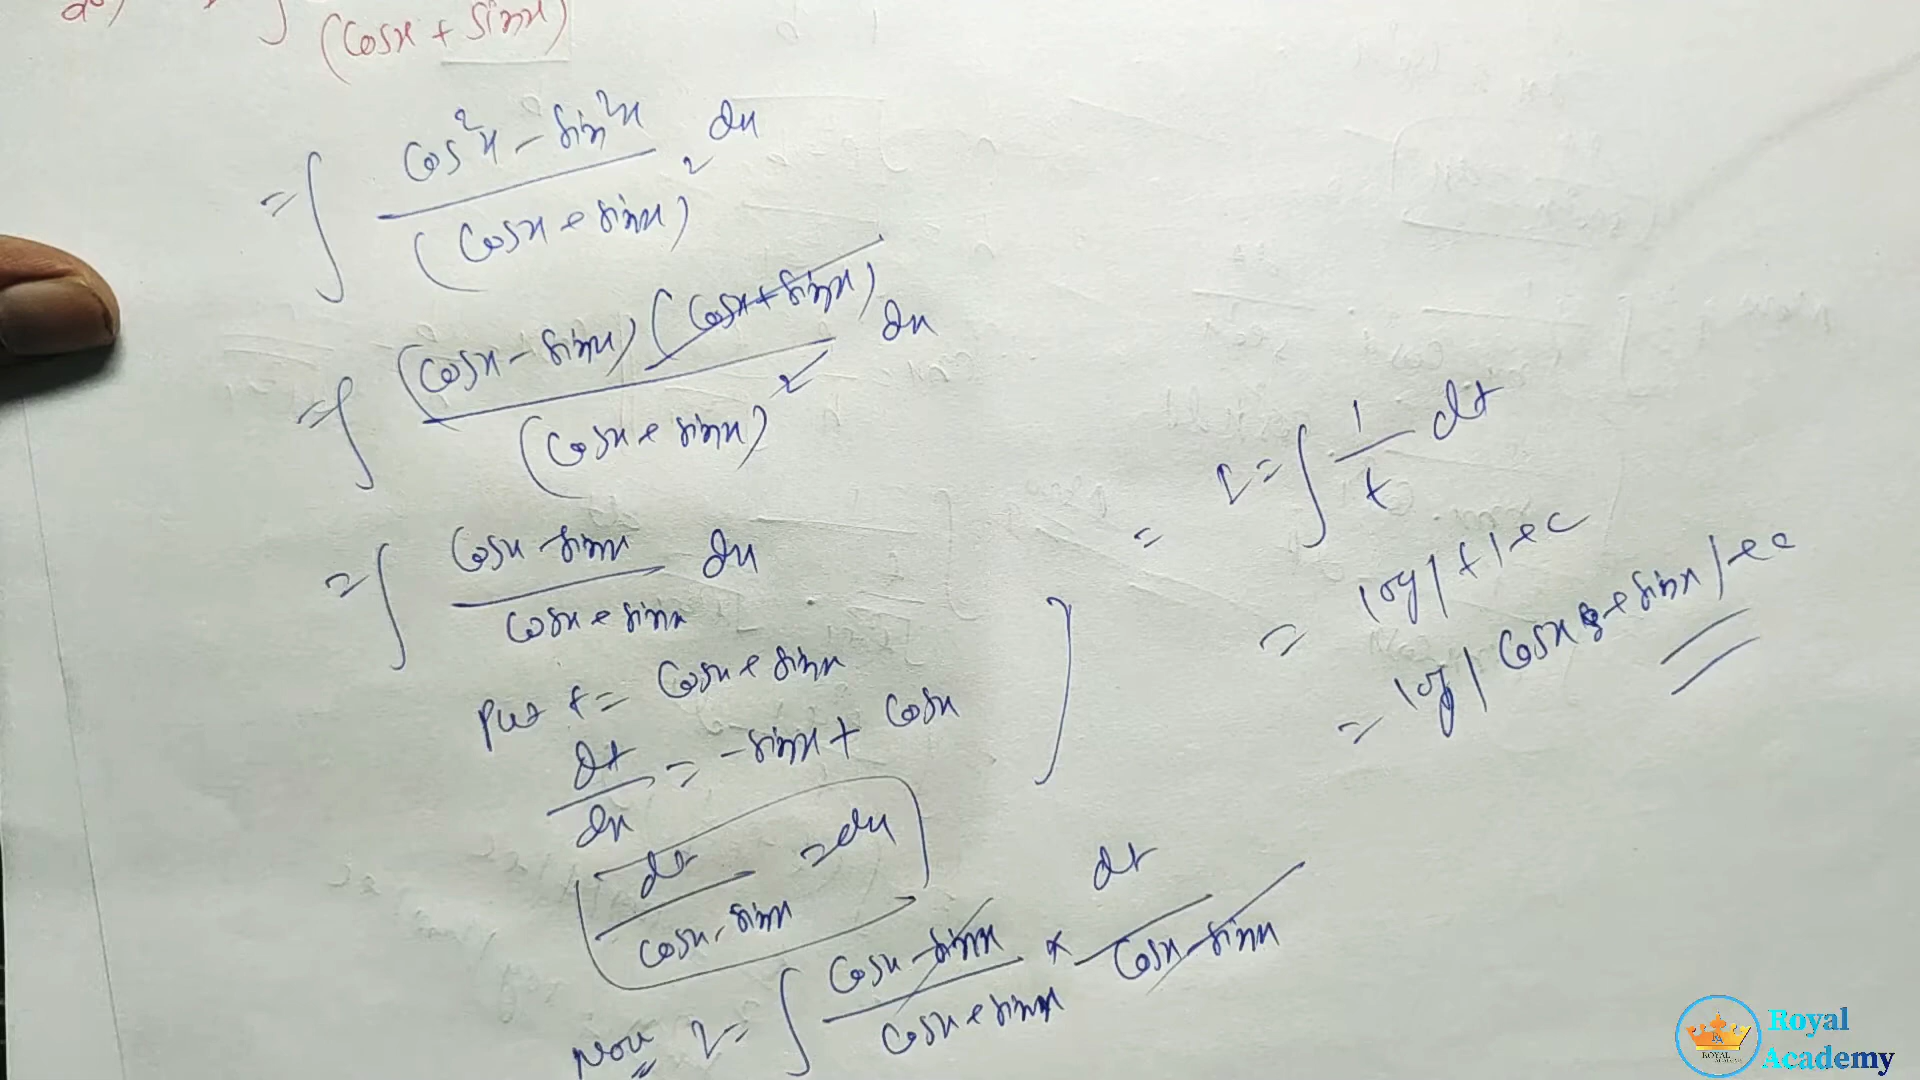 (Cosx + Sinx)
= ∫ Cos²x - Sin²x / (Cosx + Sinx)² dx
= ∫ (Cosx - Sinx) (Cosx + Sinx) / (Cosx + Sinx)² dx
= ∫ Cosx - Sinx / Cosx + Sinx dx
Put t = Cosx + Sinx
dt/dx = -Sinx + Cosx
dt / Cosx - Sinx = dx
Now I = ∫ Cosx - Sinx / Cosx + Sinx × dt / Cosx - Sinx
= I = ∫ 1/t dt
= log|t| + c
= log|Cosx + Sinx| + c
ROYAL
Royal
Academy